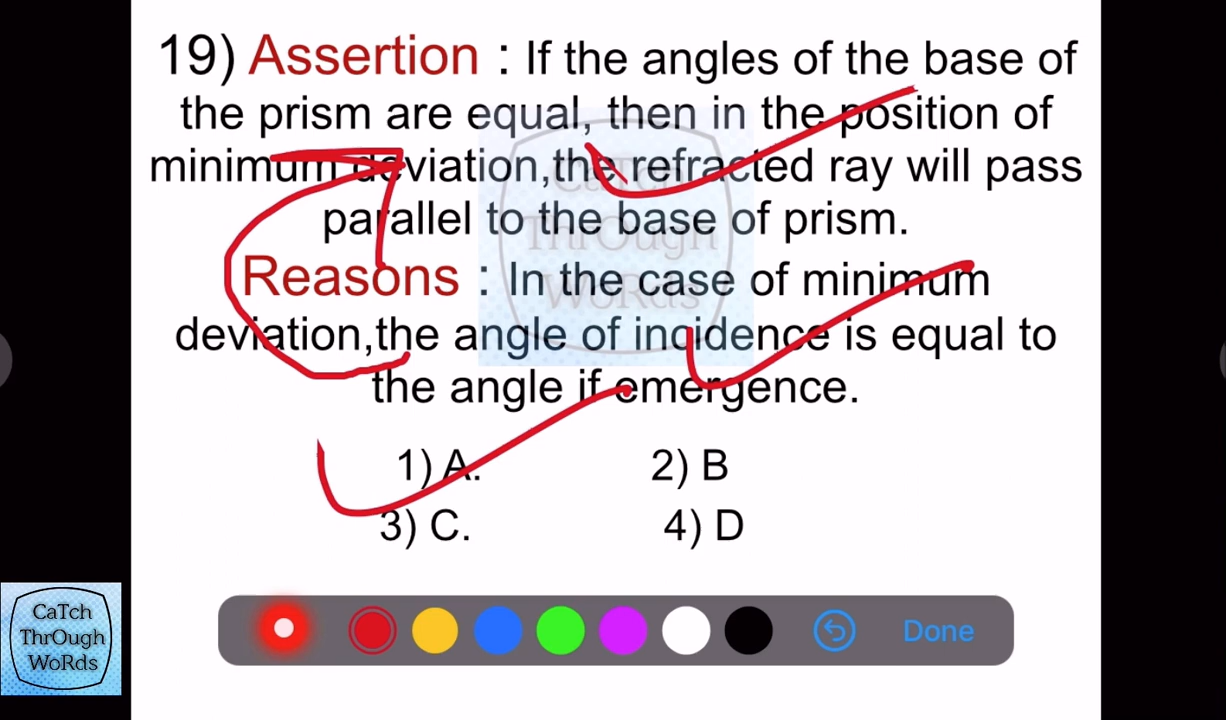 19) Assertion : If the angles of the base of
the prism are equal, then in the position of
minimum deviation,the refracted ray will pass
parallel to the base of prism.
Reasons : In the case of minimum
deviation,the angle of incidence is equal to
the angle if emergence.
1) A. 2) B
3) C. 4) D
CaTch
ThrOugh
WoRds
CaTch
ThrOugh
WoRds
Done